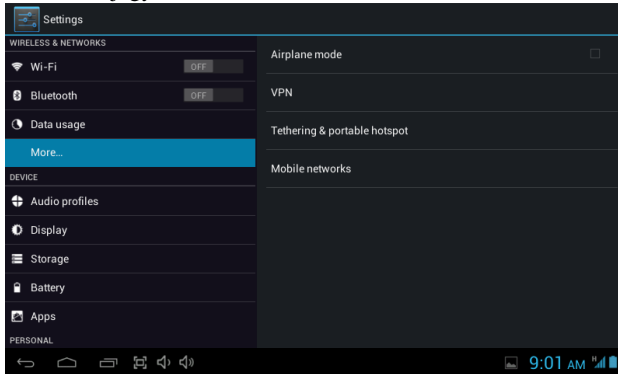 Settings
WIRELESS & NETWORKS
Wi-Fi OFF
Bluetooth OFF
Data usage
More...
DEVICE
Audio profiles
Display
Storage
Battery
Apps
PERSONAL
Airplane mode
VPN
Tethering & portable hotspot
Mobile networks
9:01 AM H